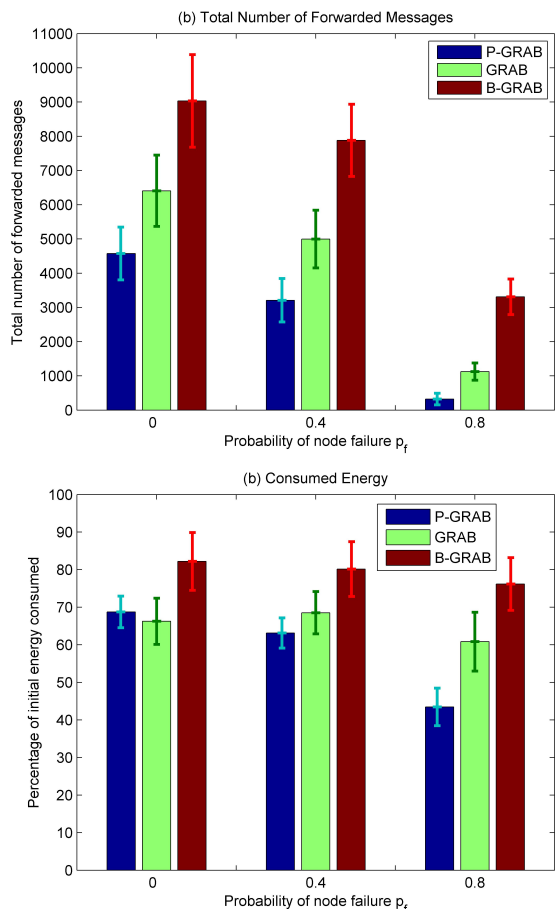 (b) Total Number of Forwarded Messages
11000
10000
9000
8000
7000
6000
5000
4000
3000
2000
1000
0
Total number of forwarded messages
P-GRAB
GRAB
B-GRAB
0 0.4 0.8
Probability of node failure pf
(b) Consumed Energy
100
90
80
70
60
50
40
30
20
10
0
Percentage of initial energy consumed
P-GRAB
GRAB
B-GRAB
0 0.4 0.8
Probability of node failure pf